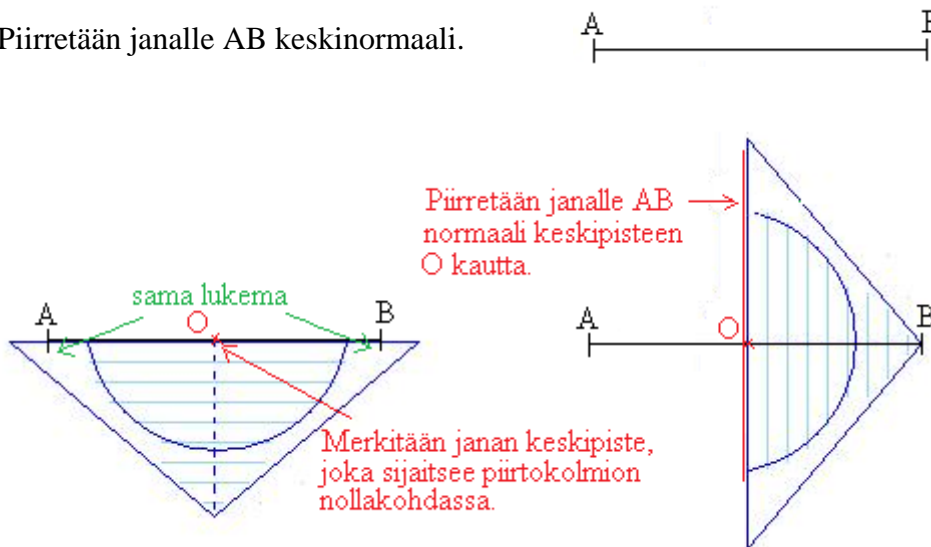 Piirretään janalle AB keskinormaali.
A B
Piirretään janalle AB
normaali keskipisteen
O kautta.
sama lukema
A O B
A O B
Merkitään janan keskipiste,
joka sijaitsee piirtokolmion
nollakohdassa.